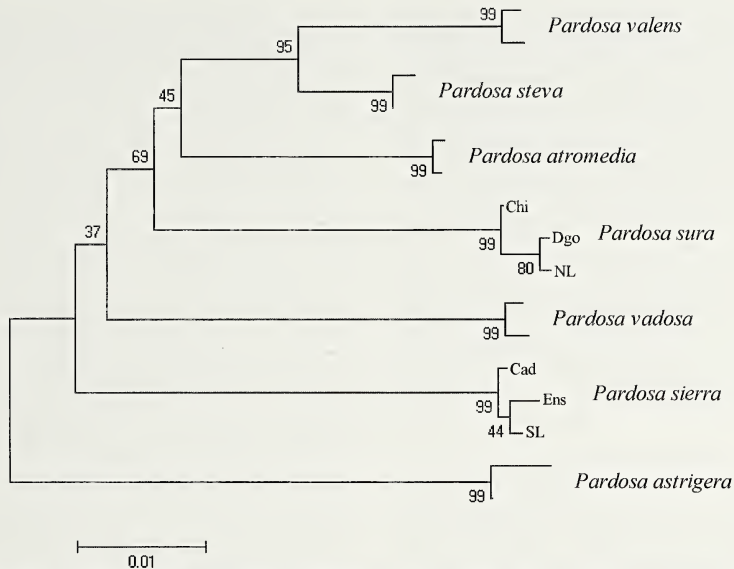 99
Pardosa valens
95
99
Pardosa steva
45
99
Pardosa atromedia
69
Chi
99
Dgo
Pardosa sura
80
NL
37
99
Pardosa vadosa
Cad
99
Ens
Pardosa sierra
44
SL
99
Pardosa astrigera
0.01